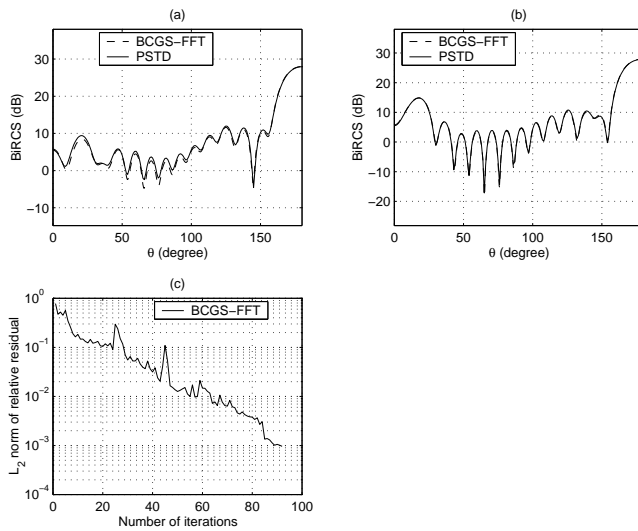 (a)
BCGS-FFT
PSTD
30
20
10
0
−10
BiRCS (dB)
0
50
100
150
θ (degree)
(b)
BCGS-FFT
PSTD
30
20
10
0
−10
−20
BiRCS (dB)
0
50
100
150
θ (degree)
(c)
BCGS-FFT
10^0
10^−1
10^−2
10^−3
10^−4
L_2 norm of relative residual
0
20
40
60
80
100
Number of iterations